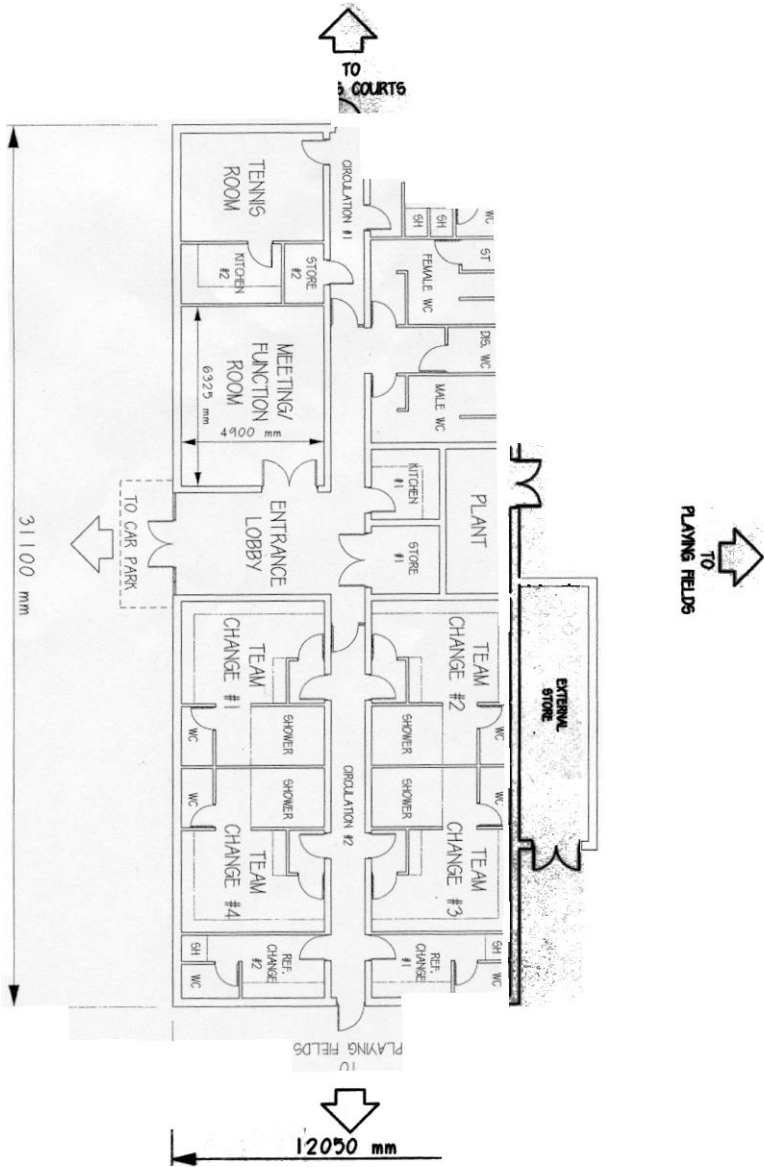 TO
COURTS
TENNIS
ROOM
CIRCULATION #1
SH
SH
WC
KITCHEN
#2
STORE
#2
FEMALE WC
ST
MEETING/
FUNCTION
ROOM
6325 mm
4900 mm
DIS. WC
MALE WC
KITCHEN
#1
PLANT
TO
PLAYING FIELDS
ENTRANCE
LOBBY
STORE
#1
TO CAR PARK
31100 mm
TEAM
CHANGE #1
TEAM
CHANGE #2
EXTERNAL
STORE
WC
SHOWER
SHOWER
WC
WC
SHOWER
CIRCULATION #2
SHOWER
WC
TEAM
CHANGE #4
TEAM
CHANGE #3
SH
WC
REF.
CHANGE
#2
REF.
CHANGE
#1
SH
WC
TO
PLAYING FIELDS
12050 mm